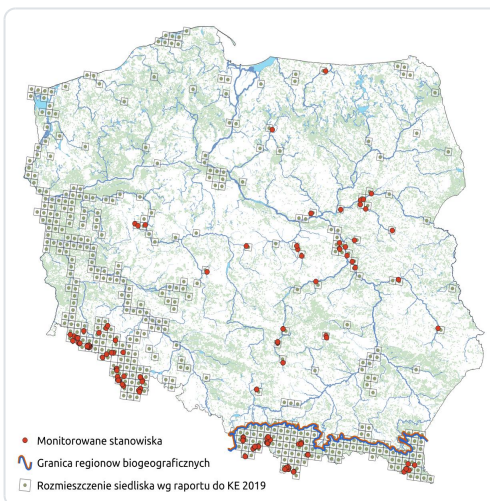 Monitorowane stanowiska
Granica regionow biogeograficznych
Rozmieszczenie siedliska wg raportu do KE 2019